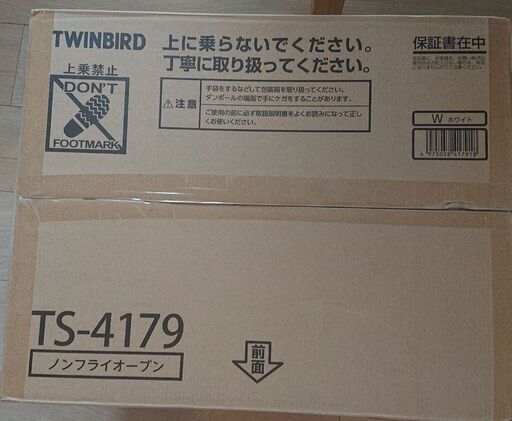 TWINBIRD
上に乗らないでください。
丁寧に取り扱ってください。
保証書在中
上乗禁止
DON'T
FOOTMARK
注意
手袋をするなどして包装箱を取り扱ってください。
ダンボールの端面で手にケガをすることがあります。
ご使用の前に必ず取扱説明書をよくお読みになって正し
くお使いください。
W ホワイト
4 975058 417918
TS-4179
ノンフライオーブン
前面